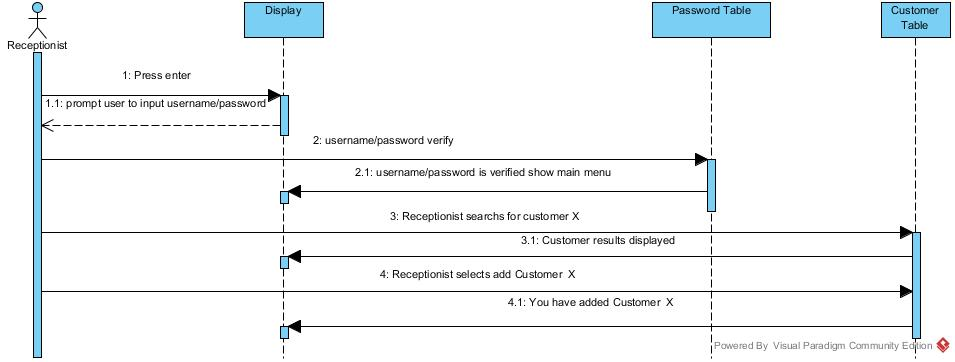 Display
Password Table
Customer
Table
Receptionist
1: Press enter
1.1: prompt user to input username/password
2: username/password verify
2.1: username/password is verified show main menu
3: Receptionist searchs for customer X
3.1: Customer results displayed
4: Receptionist selects add Customer X
4.1: You have added Customer X
Powered By Visual Paradigm Community Edition